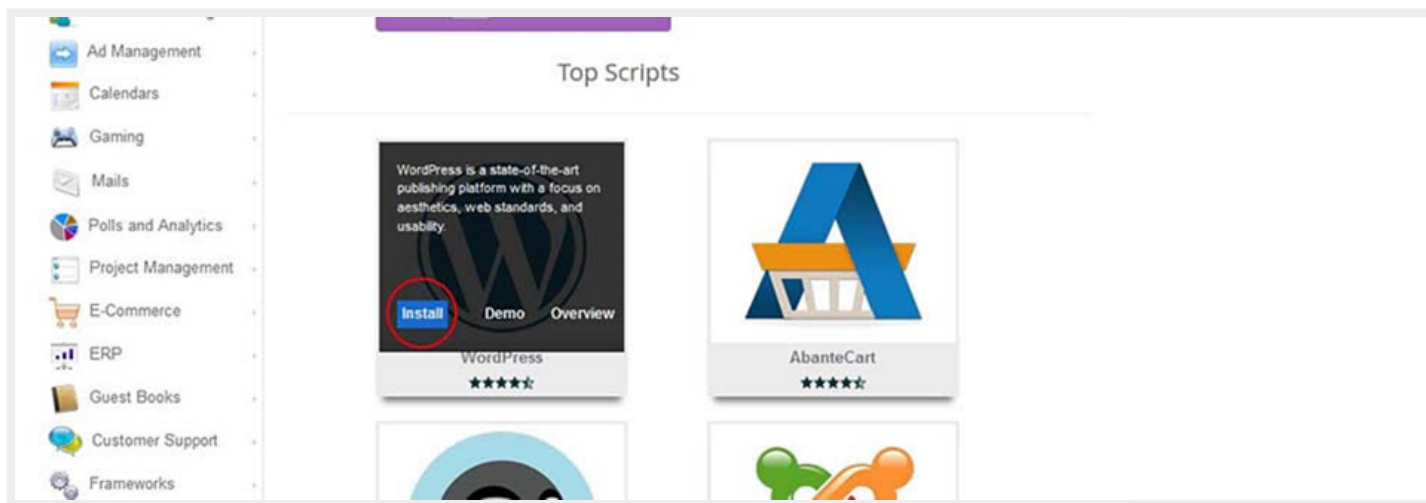 Ad Management
Calendars
Gaming
Mails
Polls and Analytics
Project Management
E-Commerce
ERP
Guest Books
Customer Support
Frameworks
Top Scripts
WordPress is a state-of-the-art
publishing platform with a focus on
aesthetics, web standards, and
usability.
Install Demo Overview
WordPress
AbanteCart